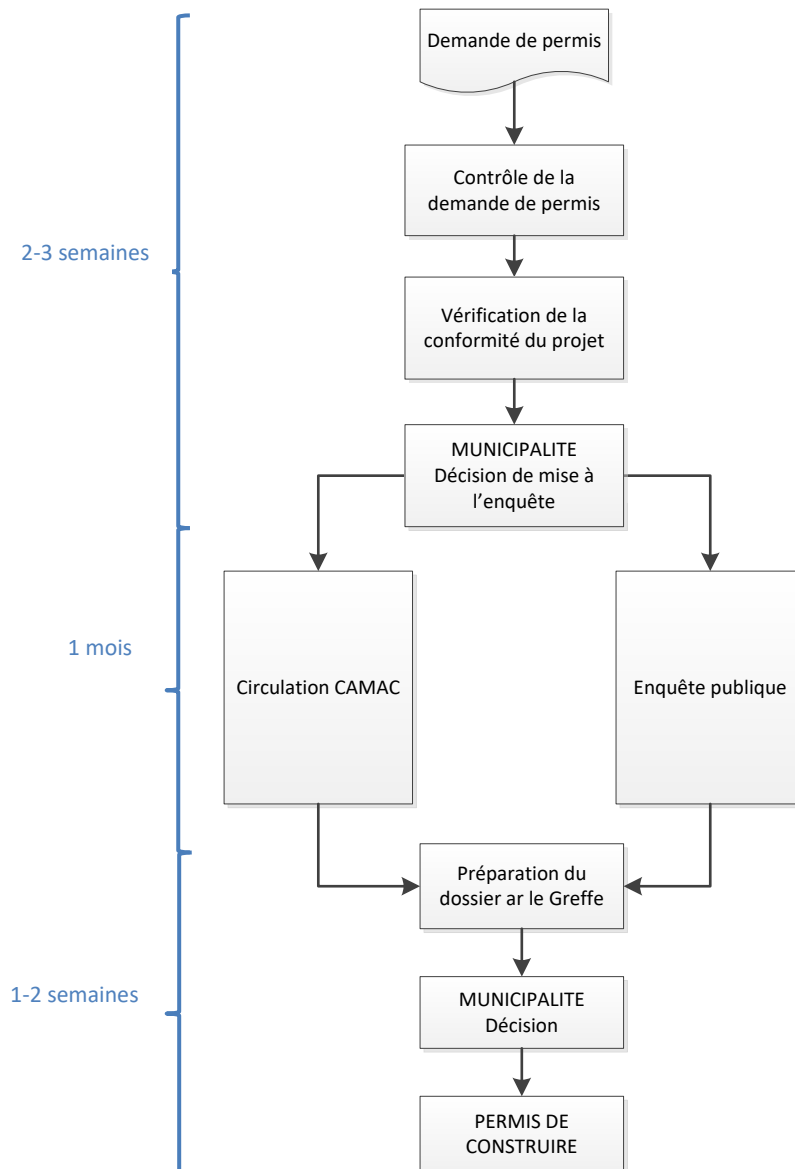 Demande de permis
Contrôle de la
demande de permis
2-3 semaines
Vérification de la
conformité du projet
MUNICIPALITE
Décision de mise à
l'enquête
1 mois
Circulation CAMAC
Enquête publique
Préparation du
dossier ar le Greffe
1-2 semaines
MUNICIPALITE
Décision
PERMIS DE
CONSTRUIRE